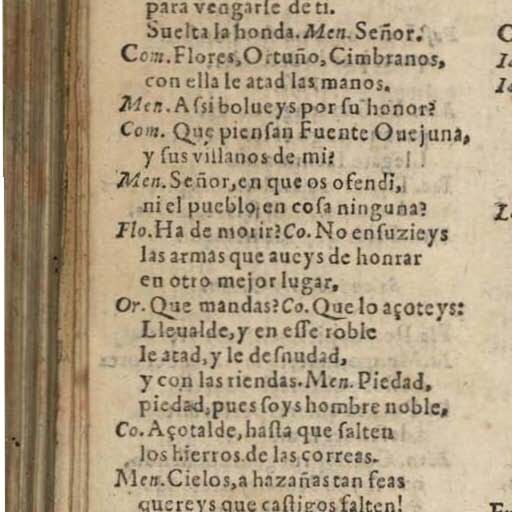 para vengarſe de ti.
Suelta la honda. Men. Señor.
Com. Flores, Ortuño, Cimbranos,
con ella le atad las manos.
Men. Aſsi bolueys por ſu honor?
Com. Que pienſan Fuente Ouejuna,
y ſus villanos de mi?
Men. Señor, en que os ofendi,
ni el pueblo en coſa ninguna?
Flo. Ha de morir? Co. No enſuzieys
las armas que aueys de honrar
en otro mejor lugar,
Or. Que mandas? Co. Que lo açoteys:
Lleualde, y en eſſe roble
le atad, y le deſnudad,
y con las riendas. Men. Piedad,
piedad, pues ſoys hombre noble,
Co. Açotalde, haſta que ſalten
los hierros de las correas.
Men. Cielos, a hazañas tan feas
quereys que caſtigos falten!